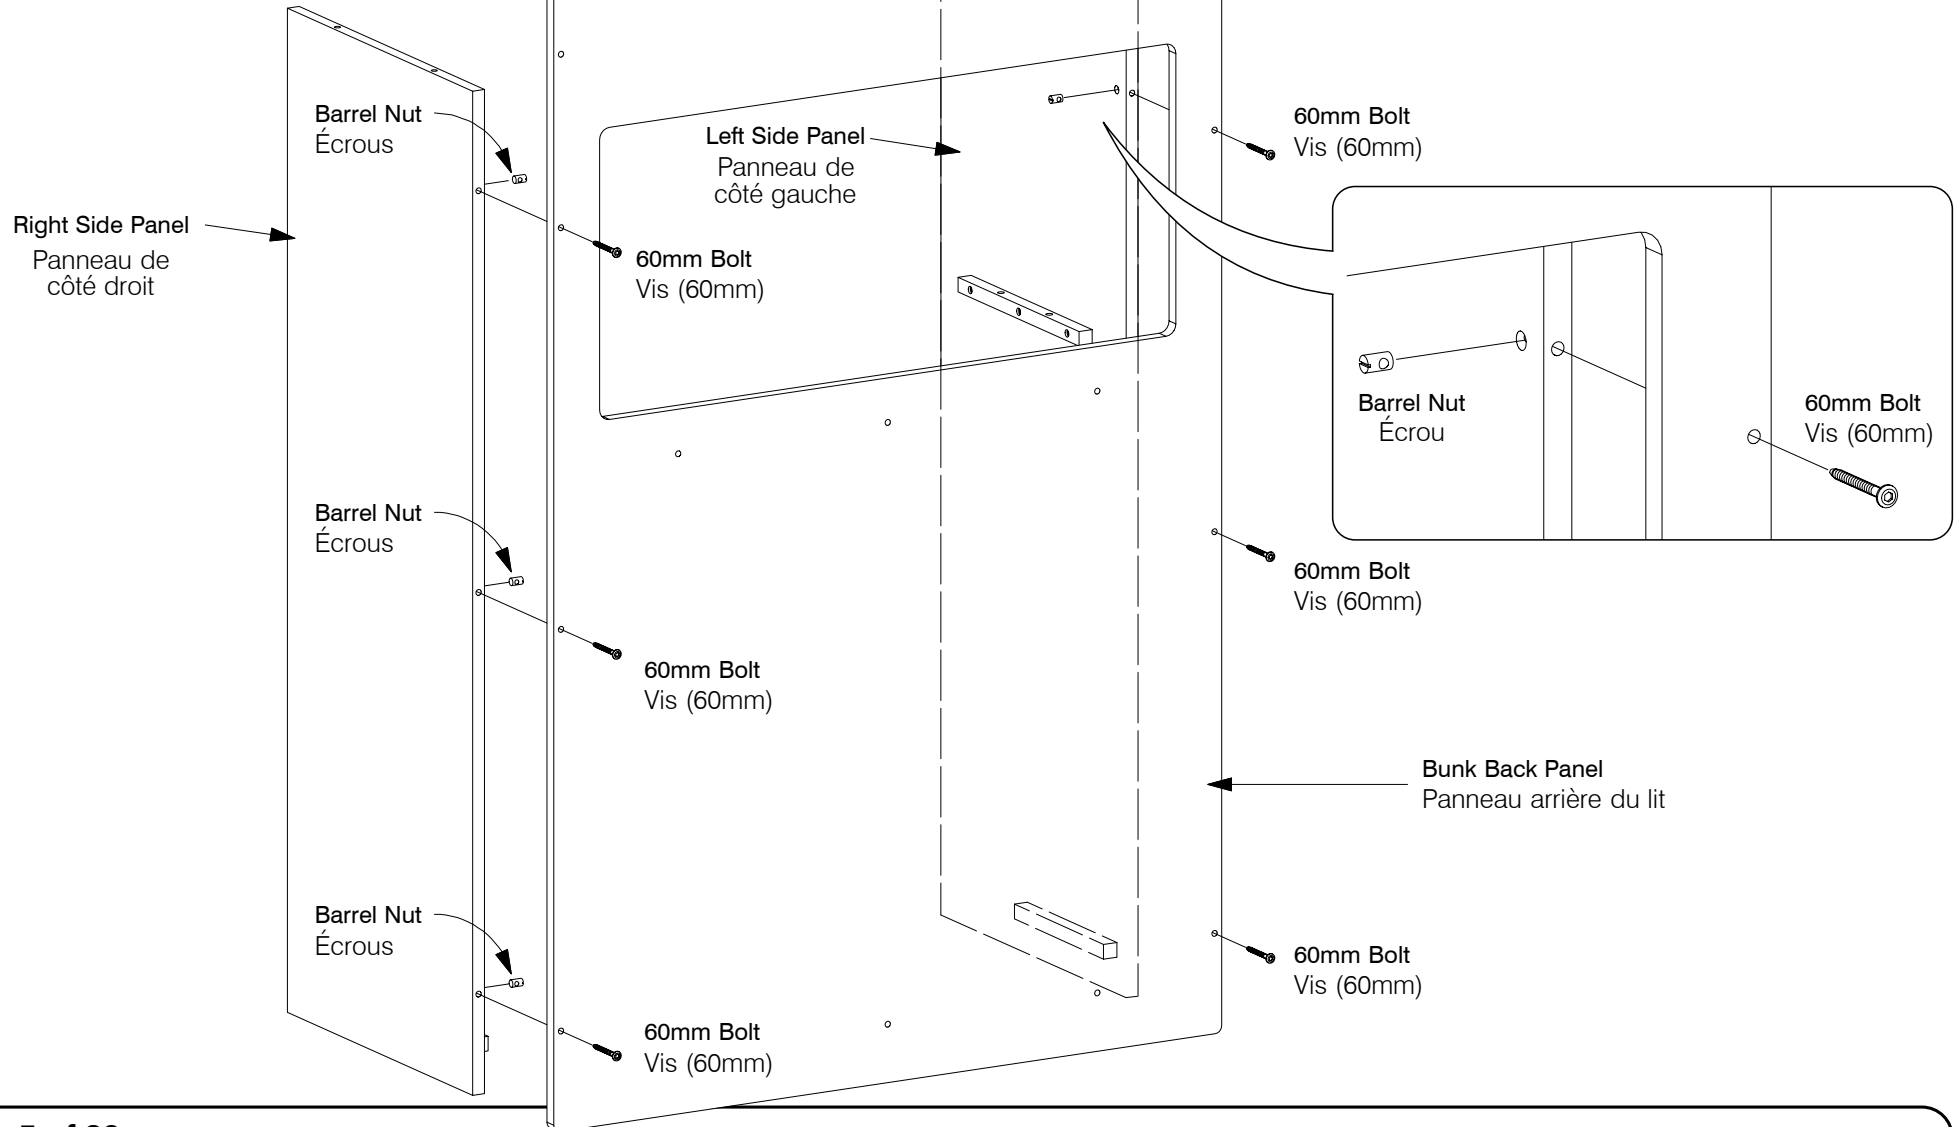 Barrel Nut
Écrous
Right Side Panel
Panneau de
côté droit
60mm Bolt
Vis (60mm)
Left Side Panel
Panneau de
côté gauche
60mm Bolt
Vis (60mm)
Barrel Nut
Écrou
60mm Bolt
Vis (60mm)
Barrel Nut
Écrous
60mm Bolt
Vis (60mm)
60mm Bolt
Vis (60mm)
Bunk Back Panel
Panneau arrière du lit
Barrel Nut
Écrous
60mm Bolt
Vis (60mm)
60mm Bolt
Vis (60mm)